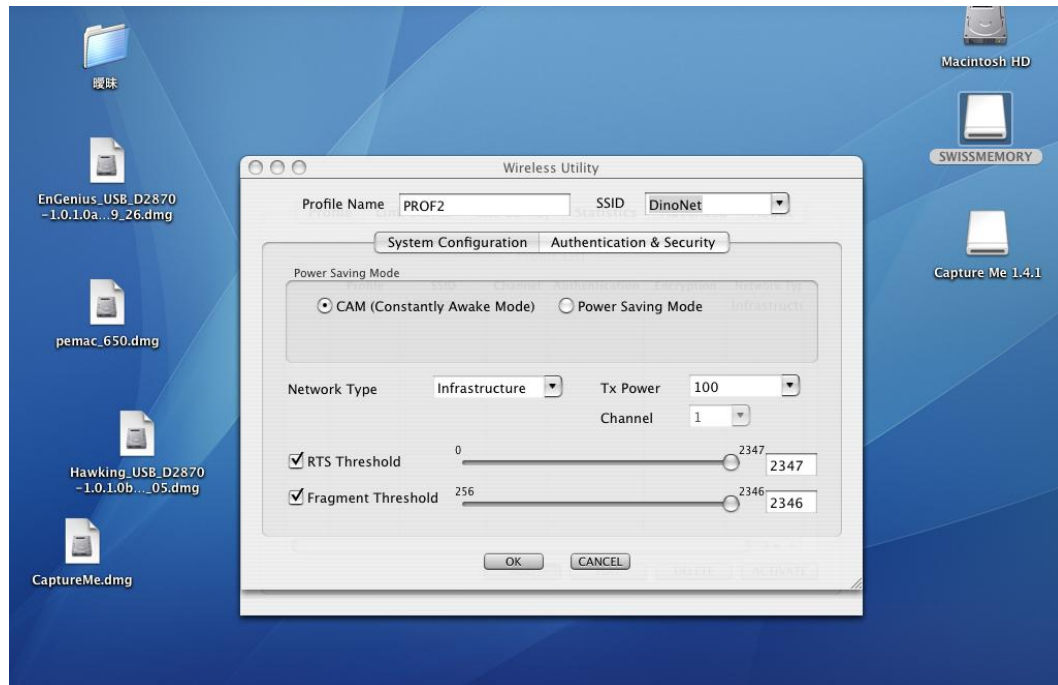 曖昧
EnGenius_USB_D2870
-1.0.1.0a...9_26.dmg
pemac_650.dmg
Hawking_USB_D2870
-1.0.1.0b..._05.dmg
CaptureMe.dmg
Macintosh HD
SWISSMEMORY
Capture Me 1.4.1
Wireless Utility
Profile Name PROF2 SSID DinoNet
System Configuration Authentication & Security
Power Saving Mode
CAM (Constantly Awake Mode) Power Saving Mode
Network Type Infrastructure Tx Power 100
Channel 1
RTS Threshold 0 2347 2347
Fragment Threshold 256 2346 2346
OK CANCEL